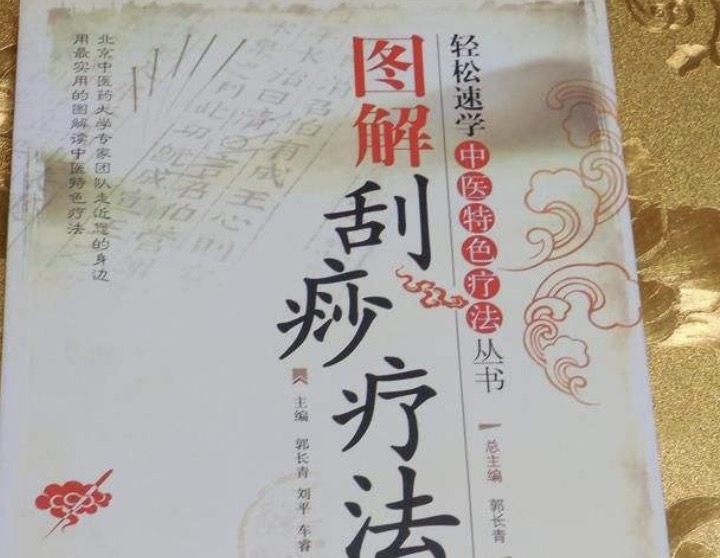 轻松速学中医特色疗法丛书
总主编 郭长青
图解
刮痧疗法
主编 郭长青 刘平 车睿
北京中医药大学专家团队走近您的身边
用最实用的图解读中医特色疗法